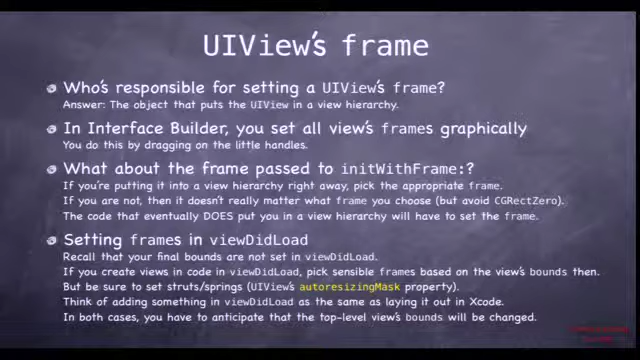 UIView's frame
Who's responsible for setting a UIView's frame?
Answer: The object that puts the UIView in a view hierarchy.
In Interface Builder, you set all view's frames graphically
You do this by dragging on the little handles.
What about the frame passed to initWithFrame:?
If you're putting it into a view hierarchy right away, pick the appropriate frame.
If you are not, then it doesn't really matter what frame you choose (but avoid CGRectZero).
The code that eventually DOES put you in a view hierarchy will have to set the frame.
Setting frames in viewDidLoad
Recall that your final bounds are not set in viewDidLoad.
If you create views in code in viewDidLoad, pick sensible frames based on the view's bounds then.
But be sure to set struts/springs (UIView's autoresizingMask property).
Think of adding something in viewDidLoad as the same as laying it out in Xcode.
In both cases, you have to anticipate that the top-level view's bounds will be changed.